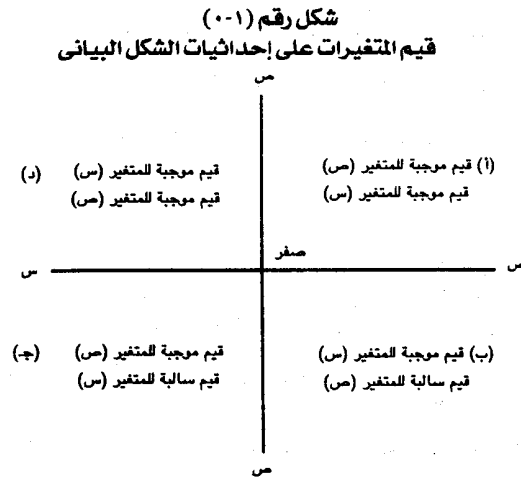 شكل رقم (١-٠)
قيم المتغيرات على إحداثيات الشكل البيانى
ص
(أ) قيم موجبة للمتغير (ص)
قيم موجبة للمتغير (س)
(د) قيم موجبة للمتغير (س)
قيم موجبة للمتغير (ص)
صفر
س
س
(ب) قيم موجبة للمتغير (س)
قيم سالبة للمتغير (ص)
(جـ) قيم موجبة للمتغير (ص)
قيم سالبة للمتغير (س)
ص